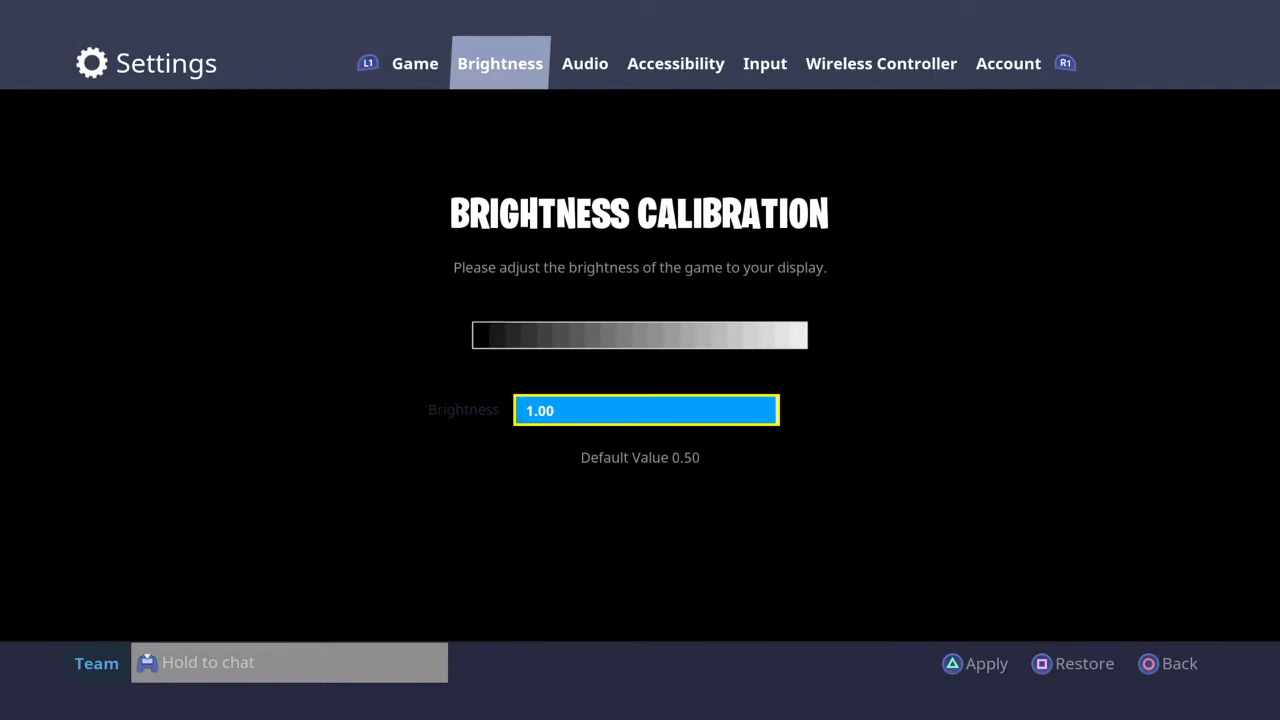 Settings
L1 Game Brightness Audio Accessibility Input Wireless Controller Account R1
BRIGHTNESS CALIBRATION
Please adjust the brightness of the game to your display.
Brightness 1.00
Default Value 0.50
Team Hold to chat
Apply Restore Back